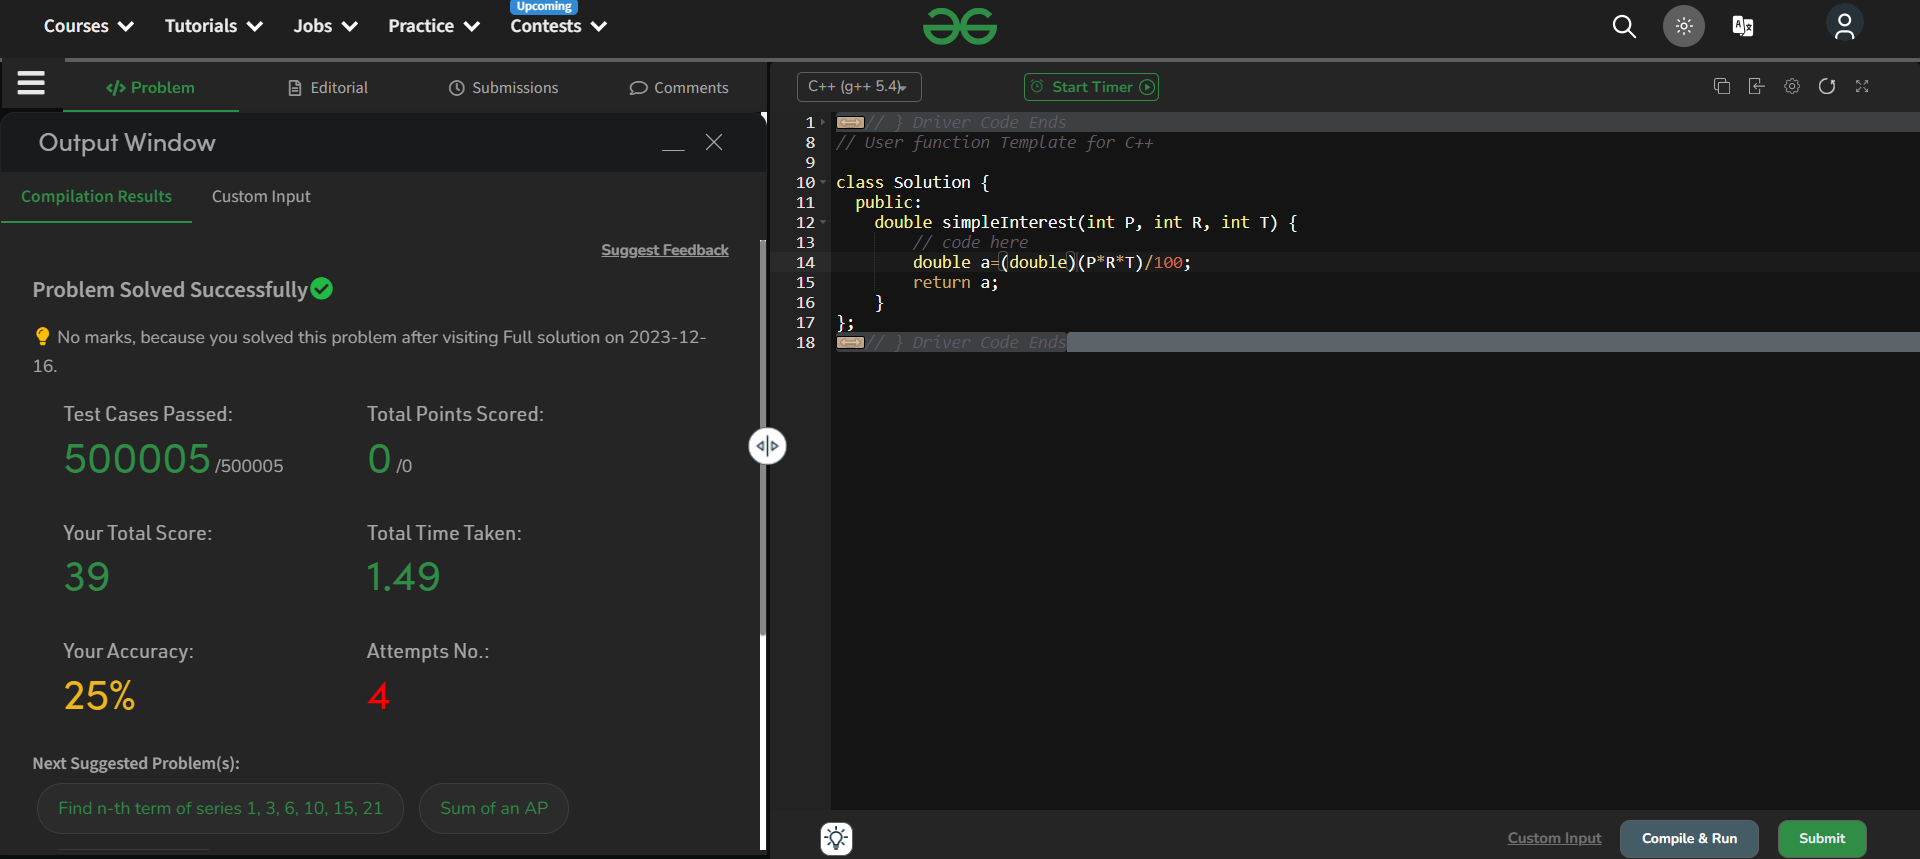 Courses Tutorials Jobs Practice Upcoming Contests
Problem Editorial Submissions Comments
C++ (g++ 5.4) Start Timer
Output Window
Compilation Results Custom Input
Suggest Feedback
Problem Solved Successfully
No marks, because you solved this problem after visiting Full solution on 2023-12-
16.
Test Cases Passed: Total Points Scored:
500005 /500005 0 /0
Your Total Score: Total Time Taken:
39 1.49
Your Accuracy: Attempts No.:
25% 4
Next Suggested Problem(s):
Find n-th term of series 1, 3, 6, 10, 15, 21 Sum of an AP
1 // } Driver Code Ends
8 // User function Template for C++
9
10 class Solution {
11 public:
12 double simpleInterest(int P, int R, int T) {
13 // code here
14 double a=(double)(P*R*T)/100;
15 return a;
16 }
17 };
18 // } Driver Code Ends
Custom Input Compile & Run Submit